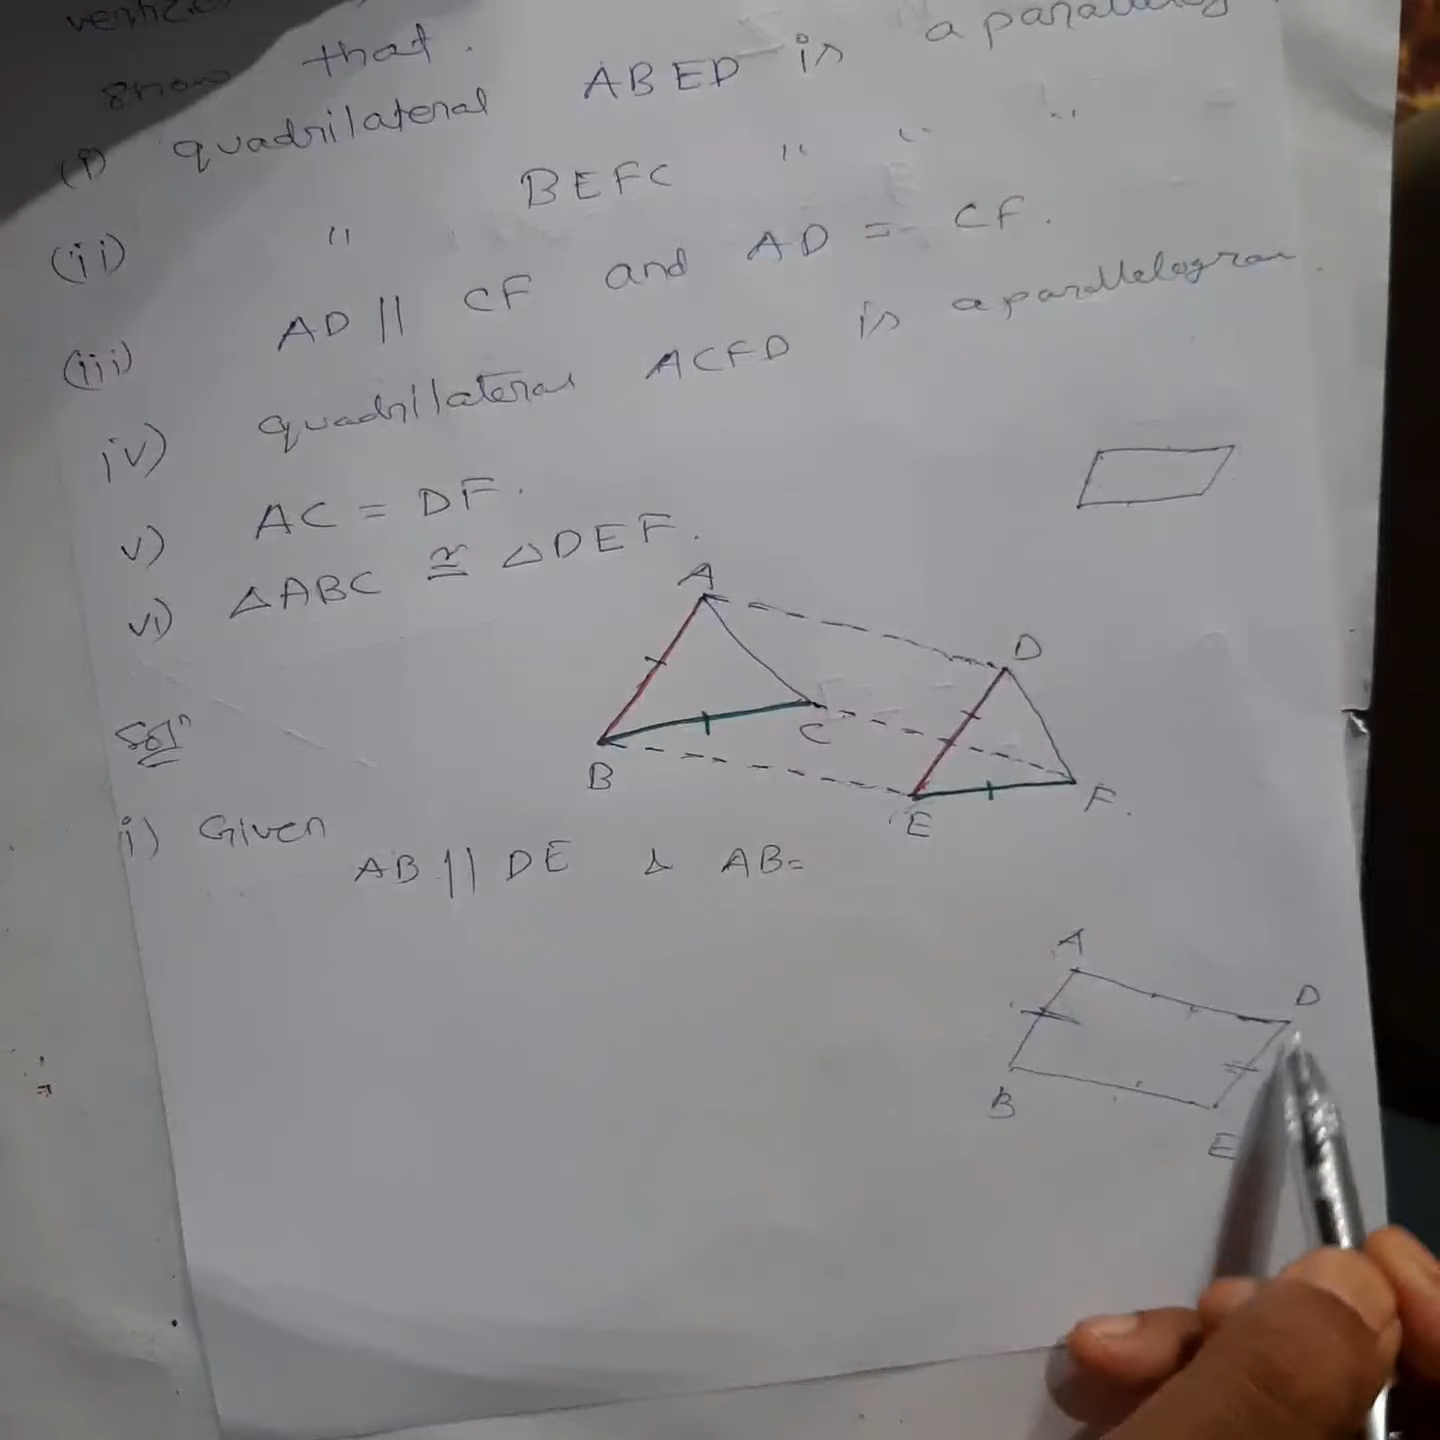 that.
(i) quadrilateral ABED is a
(ii) " BEFC " " "
(iii) AD || CF and AD = CF.
iv) quadrilateral ACFD is a parallelogram.
v) AC = DF.
vi) △ABC ≅ △DEF.
A
D
C
B
E
F.
Solⁿ
i) Given
AB || DE & AB =
A
D
B
E